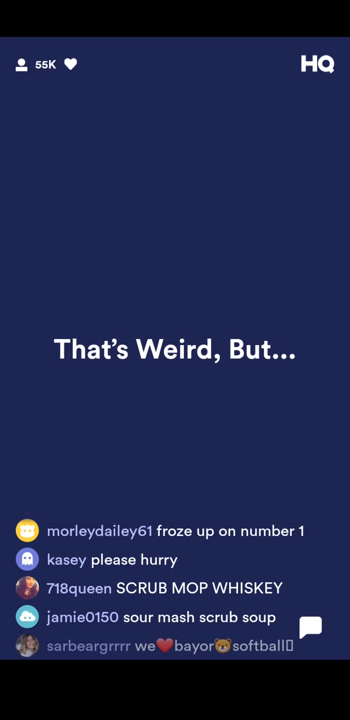 55K
HQ
That's Weird, But...
morleydailey61 froze up on number 1
kasey please hurry
718queen SCRUB MOP WHISKEY
jamie0150 sour mash scrub soup
sarbeargrrrr we❤️bayor🐻softball▯